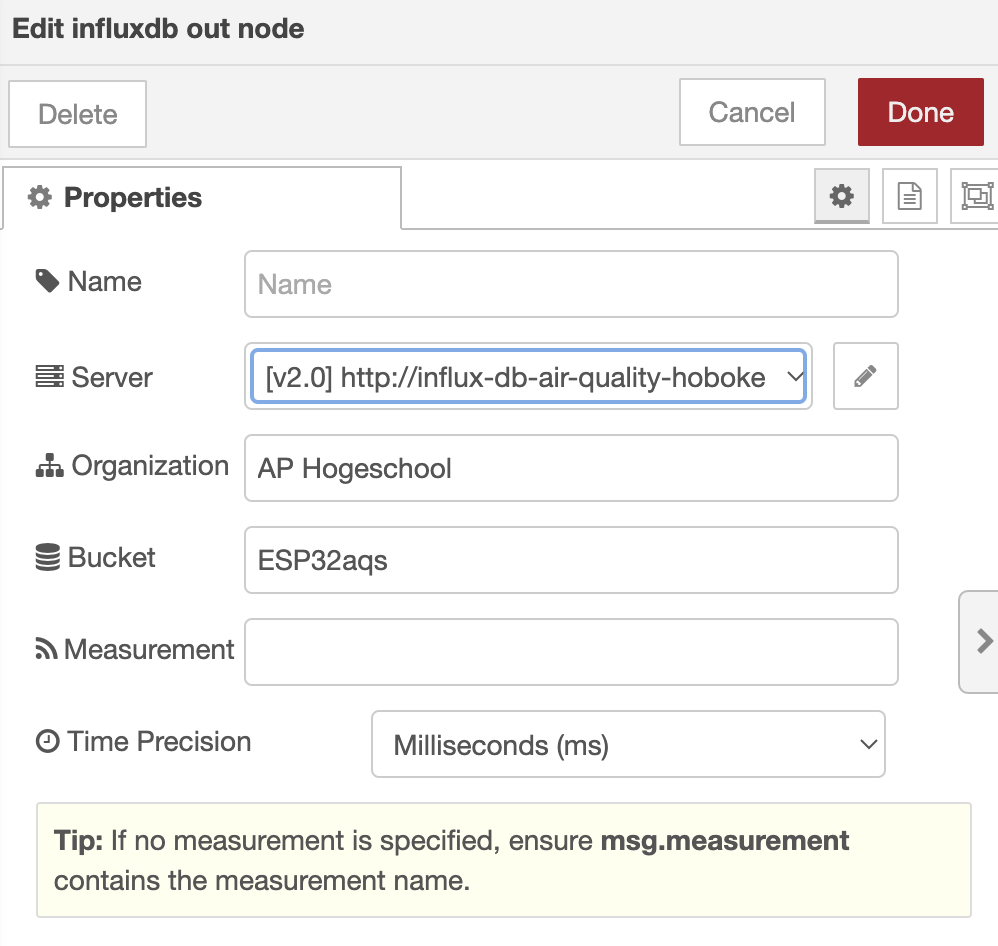 Edit influxdb out node
Delete
Cancel
Done
Properties
Name
Name
Server
[v2.0] http://influx-db-air-quality-hoboke
Organization
AP Hogeschool
Bucket
ESP32aqs
Measurement
Time Precision
Milliseconds (ms)
Tip: If no measurement is specified, ensure msg.measurement
contains the measurement name.